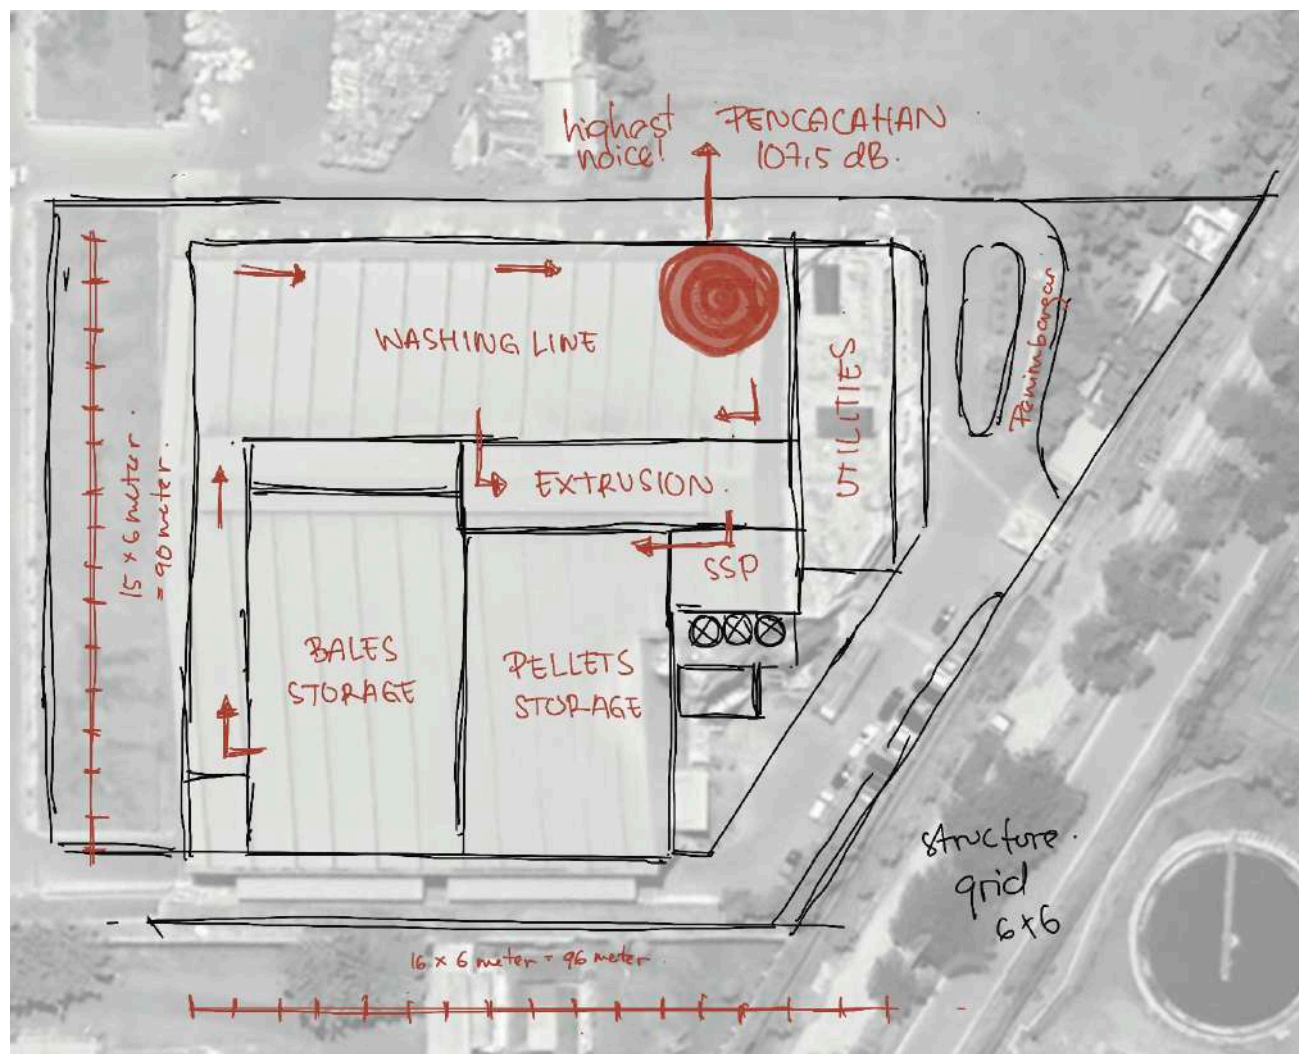 highest
noice!
PENCACAHAN
107,5 dB.
WASHING LINE
UTILITIES
Penimbangan
15 x 6 meter.
= 90 meter.
EXTRUSION.
SSP
BALES
STORAGE
PELLETS
STORAGE
structure.
grid
6x6
16 x 6 meter = 96 meter.